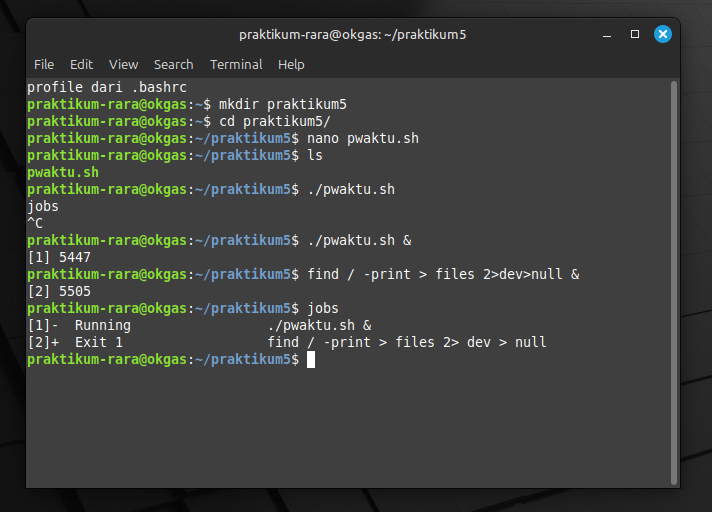 praktikum-rara@okgas: ~/praktikum5
File Edit View Search Terminal Help
profile dari .bashrc
praktikum-rara@okgas:~$ mkdir praktikum5
praktikum-rara@okgas:~$ cd praktikum5/
praktikum-rara@okgas:~/praktikum5$ nano pwaktu.sh
praktikum-rara@okgas:~/praktikum5$ ls
pwaktu.sh
praktikum-rara@okgas:~/praktikum5$ ./pwaktu.sh
jobs
^C
praktikum-rara@okgas:~/praktikum5$ ./pwaktu.sh &
[1] 5447
praktikum-rara@okgas:~/praktikum5$ find / -print > files 2>dev>null &
[2] 5505
praktikum-rara@okgas:~/praktikum5$ jobs
[1]-  Running                 ./pwaktu.sh &
[2]+  Exit 1                  find / -print > files 2> dev > null
praktikum-rara@okgas:~/praktikum5$